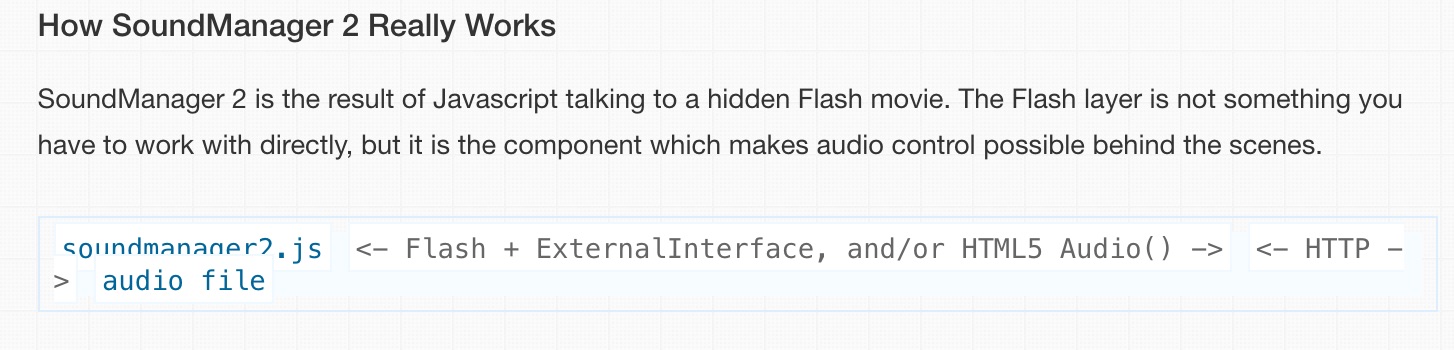 How SoundManager 2 Really Works
SoundManager 2 is the result of Javascript talking to a hidden Flash movie. The Flash layer is not something you
have to work with directly, but it is the component which makes audio control possible behind the scenes.
soundmanager2.js <- Flash + ExternalInterface, and/or HTML5 Audio() -> <- HTTP -
> audio file